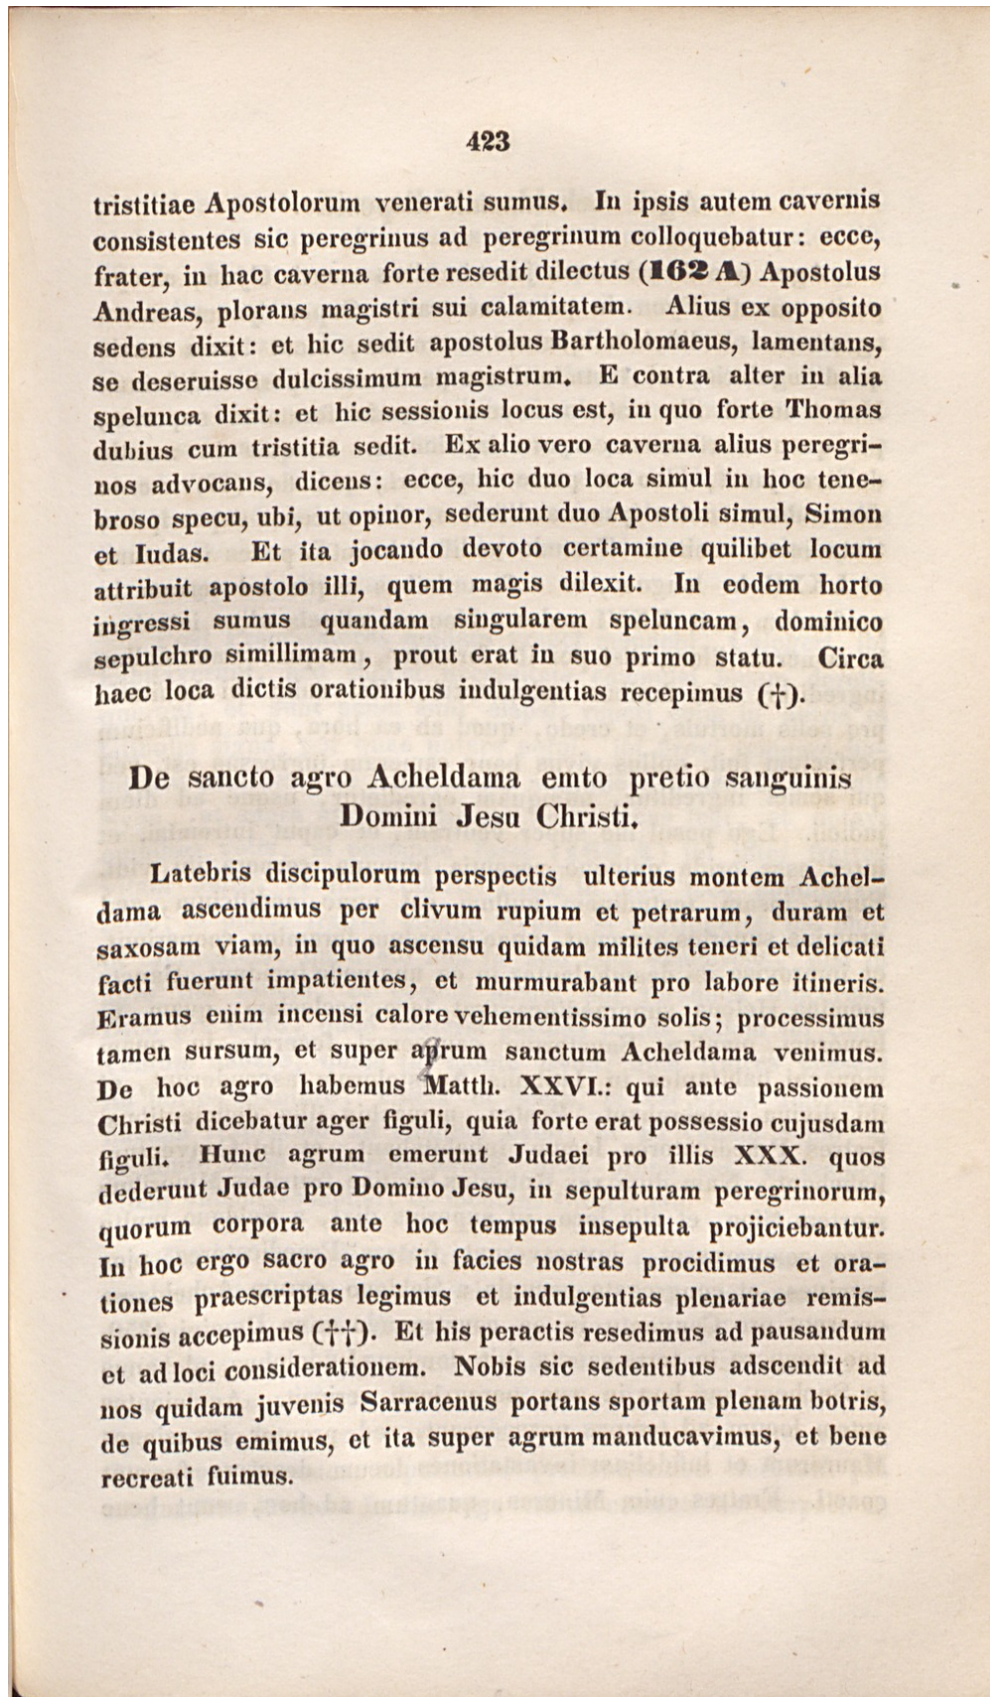 423
tristitiae Apostolorum venerati sumus. In ipsis autem cavernis
consistentes sic peregrinus ad peregrinum colloquebatur: ecce,
frater, in hac caverna forte resedit dilectus (162 A) Apostolus
Andreas, plorans magistri sui calamitatem. Alius ex opposito
sedens dixit: et hic sedit apostolus Bartholomaeus, lamentans,
se deseruisse dulcissimum magistrum. E contra alter in alia
spelunca dixit: et hic sessionis locus est, in quo forte Thomas
dubius cum tristitia sedit. Ex alio vero caverna alius peregri-
nos advocans, dicens: ecce, hic duo loca simul in hoc tene-
broso specu, ubi, ut opinor, sederunt duo Apostoli simul, Simon
et Iudas. Et ita jocando devoto certamine quilibet locum
attribuit apostolo illi, quem magis dilexit. In eodem horto
ingressi sumus quandam singularem speluncam, dominico
sepulchro simillimam, prout erat in suo primo statu. Circa
haec loca dictis orationibus indulgentias recepimus (†).
De sancto agro Acheldama emto pretio sanguinis
Domini Jesu Christi.
Latebris discipulorum perspectis ulterius montem Achel-
dama ascendimus per clivum rupium et petrarum, duram et
saxosam viam, in quo ascensu quidam milites teneri et delicati
facti fuerunt impatientes, et murmurabant pro labore itineris.
Eramus enim incensi calore vehementissimo solis; processimus
tamen sursum, et super aprum sanctum Acheldama venimus.
De hoc agro habemus Matth. XXVI.: qui ante passionem
Christi dicebatur ager figuli, quia forte erat possessio cujusdam
figuli. Hunc agrum emerunt Judaei pro illis XXX. quos
dederunt Judae pro Domino Jesu, in sepulturam peregrinorum,
quorum corpora ante hoc tempus insepulta projiciebantur.
In hoc ergo sacro agro in facies nostras procidimus et ora-
tiones praescriptas legimus et indulgentias plenariae remis-
sionis accepimus (††). Et his peractis resedimus ad pausandum
et ad loci considerationem. Nobis sic sedentibus adscendit ad
nos quidam juvenis Sarracenus portans sportam plenam botris,
de quibus emimus, et ita super agrum manducavimus, et bene
recreati fuimus.